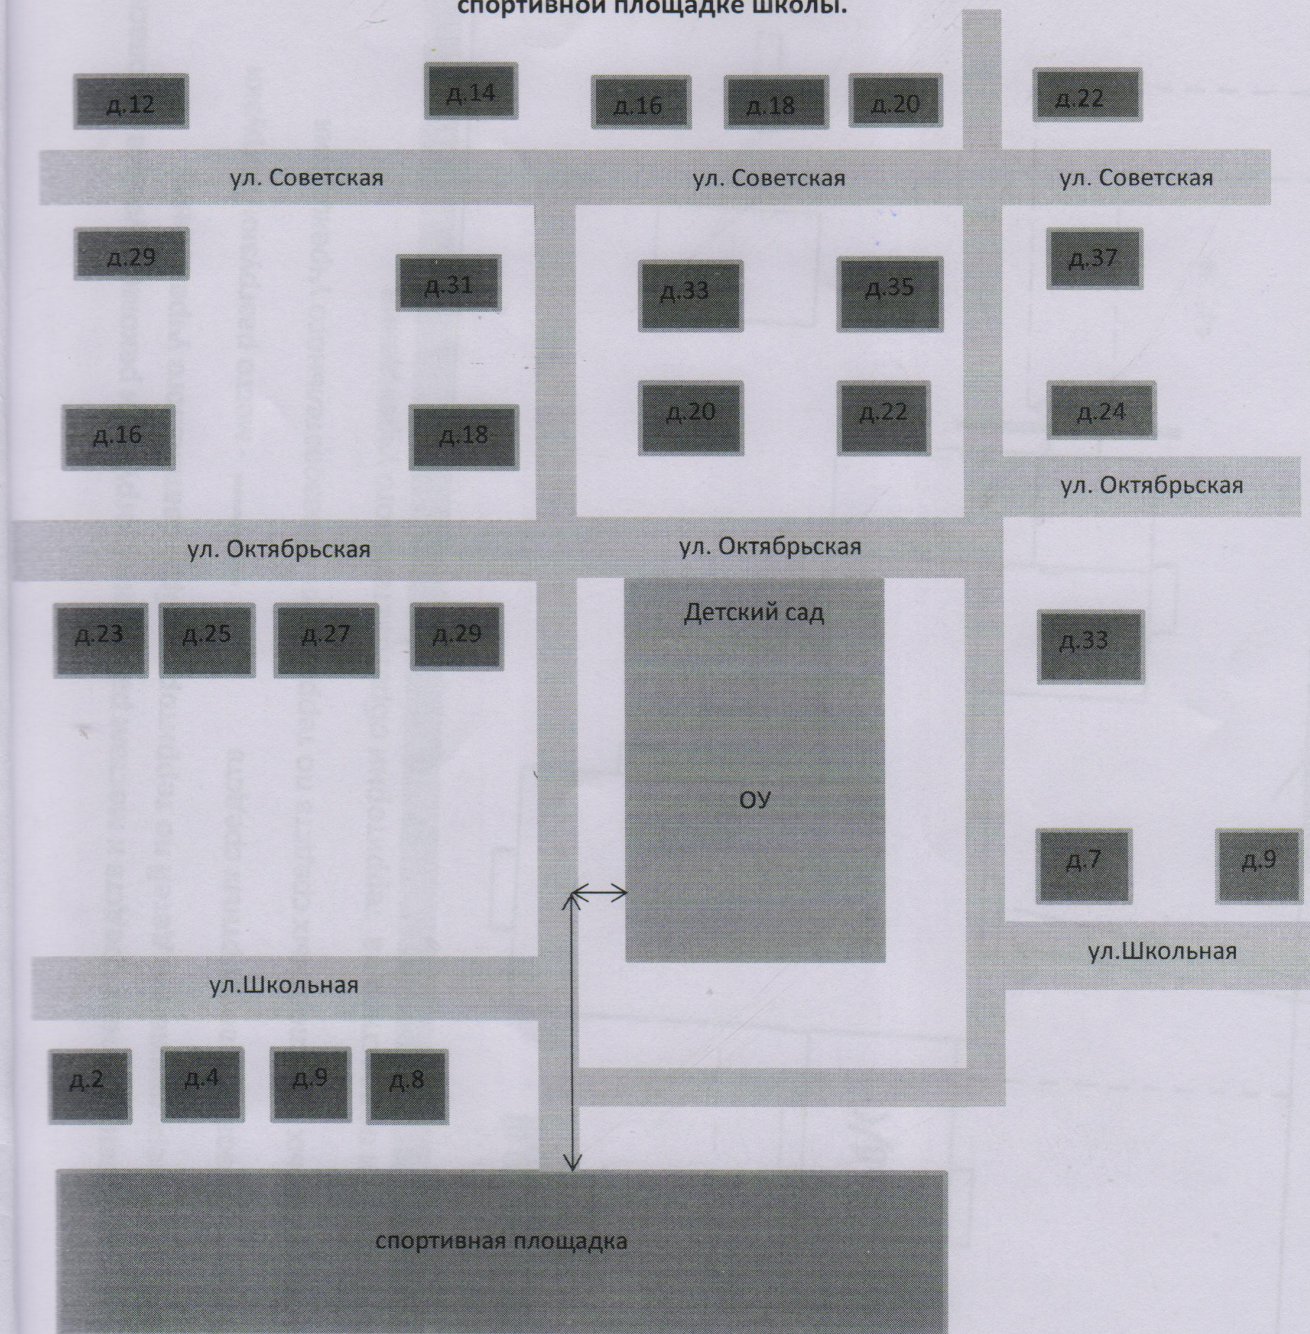 спортивной площадке школы.
д.12
д.14
д.16
д.18
д.20
д.22
ул. Советская
ул. Советская
ул. Советская
д.29
д.31
д.33
д.35
д.37
д.16
д.18
д.20
д.22
д.24
ул. Октябрьская
ул. Октябрьская
ул. Октябрьская
Детский сад
д.23
д.25
д.27
д.29
д.33
ОУ
д.7
д.9
ул.Школьная
ул.Школьная
д.2
д.4
д.9
д.8
спортивная площадка